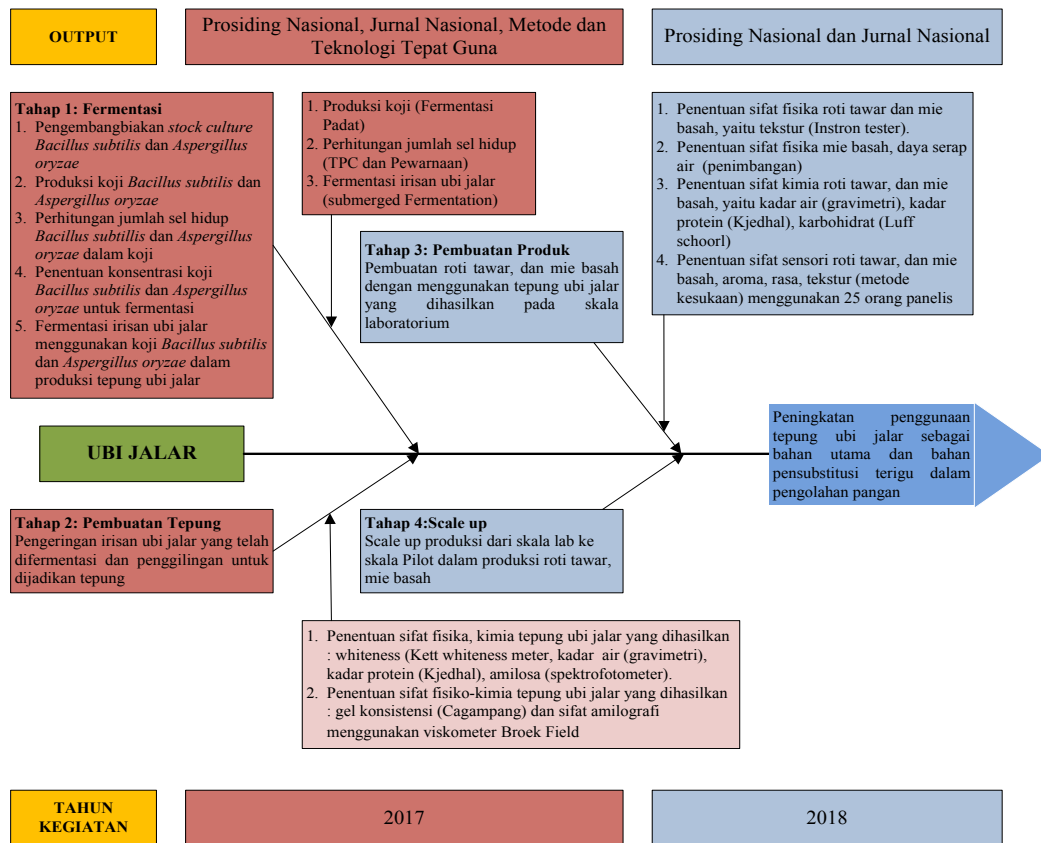 OUTPUT
Prosiding Nasional, Jurnal Nasional, Metode dan
Teknologi Tepat Guna
Prosiding Nasional dan Jurnal Nasional
Tahap 1: Fermentasi
1. Pengembangbiakan stock culture
Bacillus subtilis dan Aspergillus
oryzae
2. Produksi koji Bacillus subtilis dan
Aspergillus oryzae
3. Perhitungan jumlah sel hidup
Bacillus subtillis dan Aspergillus
oryzae dalam koji
4. Penentuan konsentrasi koji
Bacillus subtilis dan Aspergillus
oryzae untuk fermentasi
5. Fermentasi irisan ubi jalar
menggunakan koji Bacillus subtilis
dan Aspergillus oryzae dalam
produksi tepung ubi jalar
1. Produksi koji (Fermentasi
Padat)
2. Perhitungan jumlah sel hidup
(TPC dan Pewarnaan)
3. Fermentasi irisan ubi jalar
(submerged Fermentation)
Tahap 3: Pembuatan Produk
Pembuatan roti tawar, dan mie basah
dengan menggunakan tepung ubi jalar
yang dihasilkan pada skala
laboratorium
1. Penentuan sifat fisika roti tawar dan mie
basah, yaitu tekstur (Instron tester).
2. Penentuan sifat fisika mie basah, daya serap
air (penimbangan)
3. Penentuan sifat kimia roti tawar, dan mie
basah, yaitu kadar air (gravimetri), kadar
protein (Kjedhal), karbohidrat (Luff
schoorl)
4. Penentuan sifat sensori roti tawar, dan mie
basah, aroma, rasa, tekstur (metode
kesukaan) menggunakan 25 orang panelis
UBI JALAR
Peningkatan penggunaan
tepung ubi jalar sebagai
bahan utama dan bahan
pensubstitusi terigu dalam
pengolahan pangan
Tahap 2: Pembuatan Tepung
Pengeringan irisan ubi jalar yang telah
difermentasi dan penggilingan untuk
dijadikan tepung
Tahap 4:Scale up
Scale up produksi dari skala lab ke
skala Pilot dalam produksi roti tawar,
mie basah
1. Penentuan sifat fisika, kimia tepung ubi jalar yang dihasilkan
: whiteness (Kett whiteness meter, kadar air (gravimetri),
kadar protein (Kjedhal), amilosa (spektrofotometer).
2. Penentuan sifat fisiko-kimia tepung ubi jalar yang dihasilkan
: gel konsistensi (Cagampang) dan sifat amilografi
menggunakan viskometer Broek Field
TAHUN
KEGIATAN
2017
2018